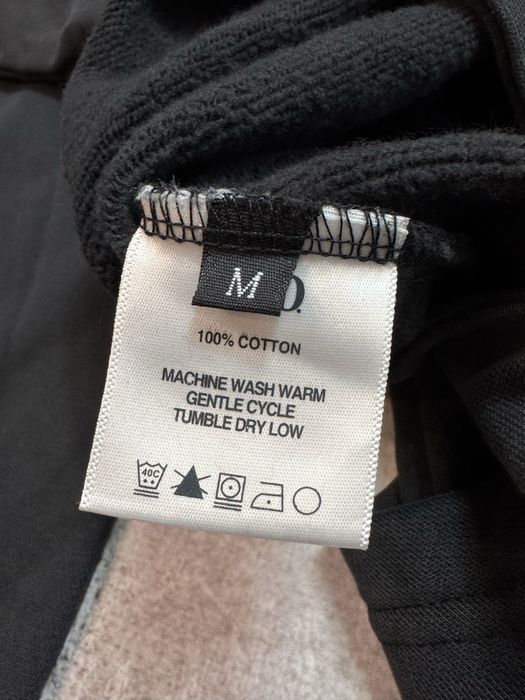 M
D.
100% COTTON
MACHINE WASH WARM
GENTLE CYCLE
TUMBLE DRY LOW
40C